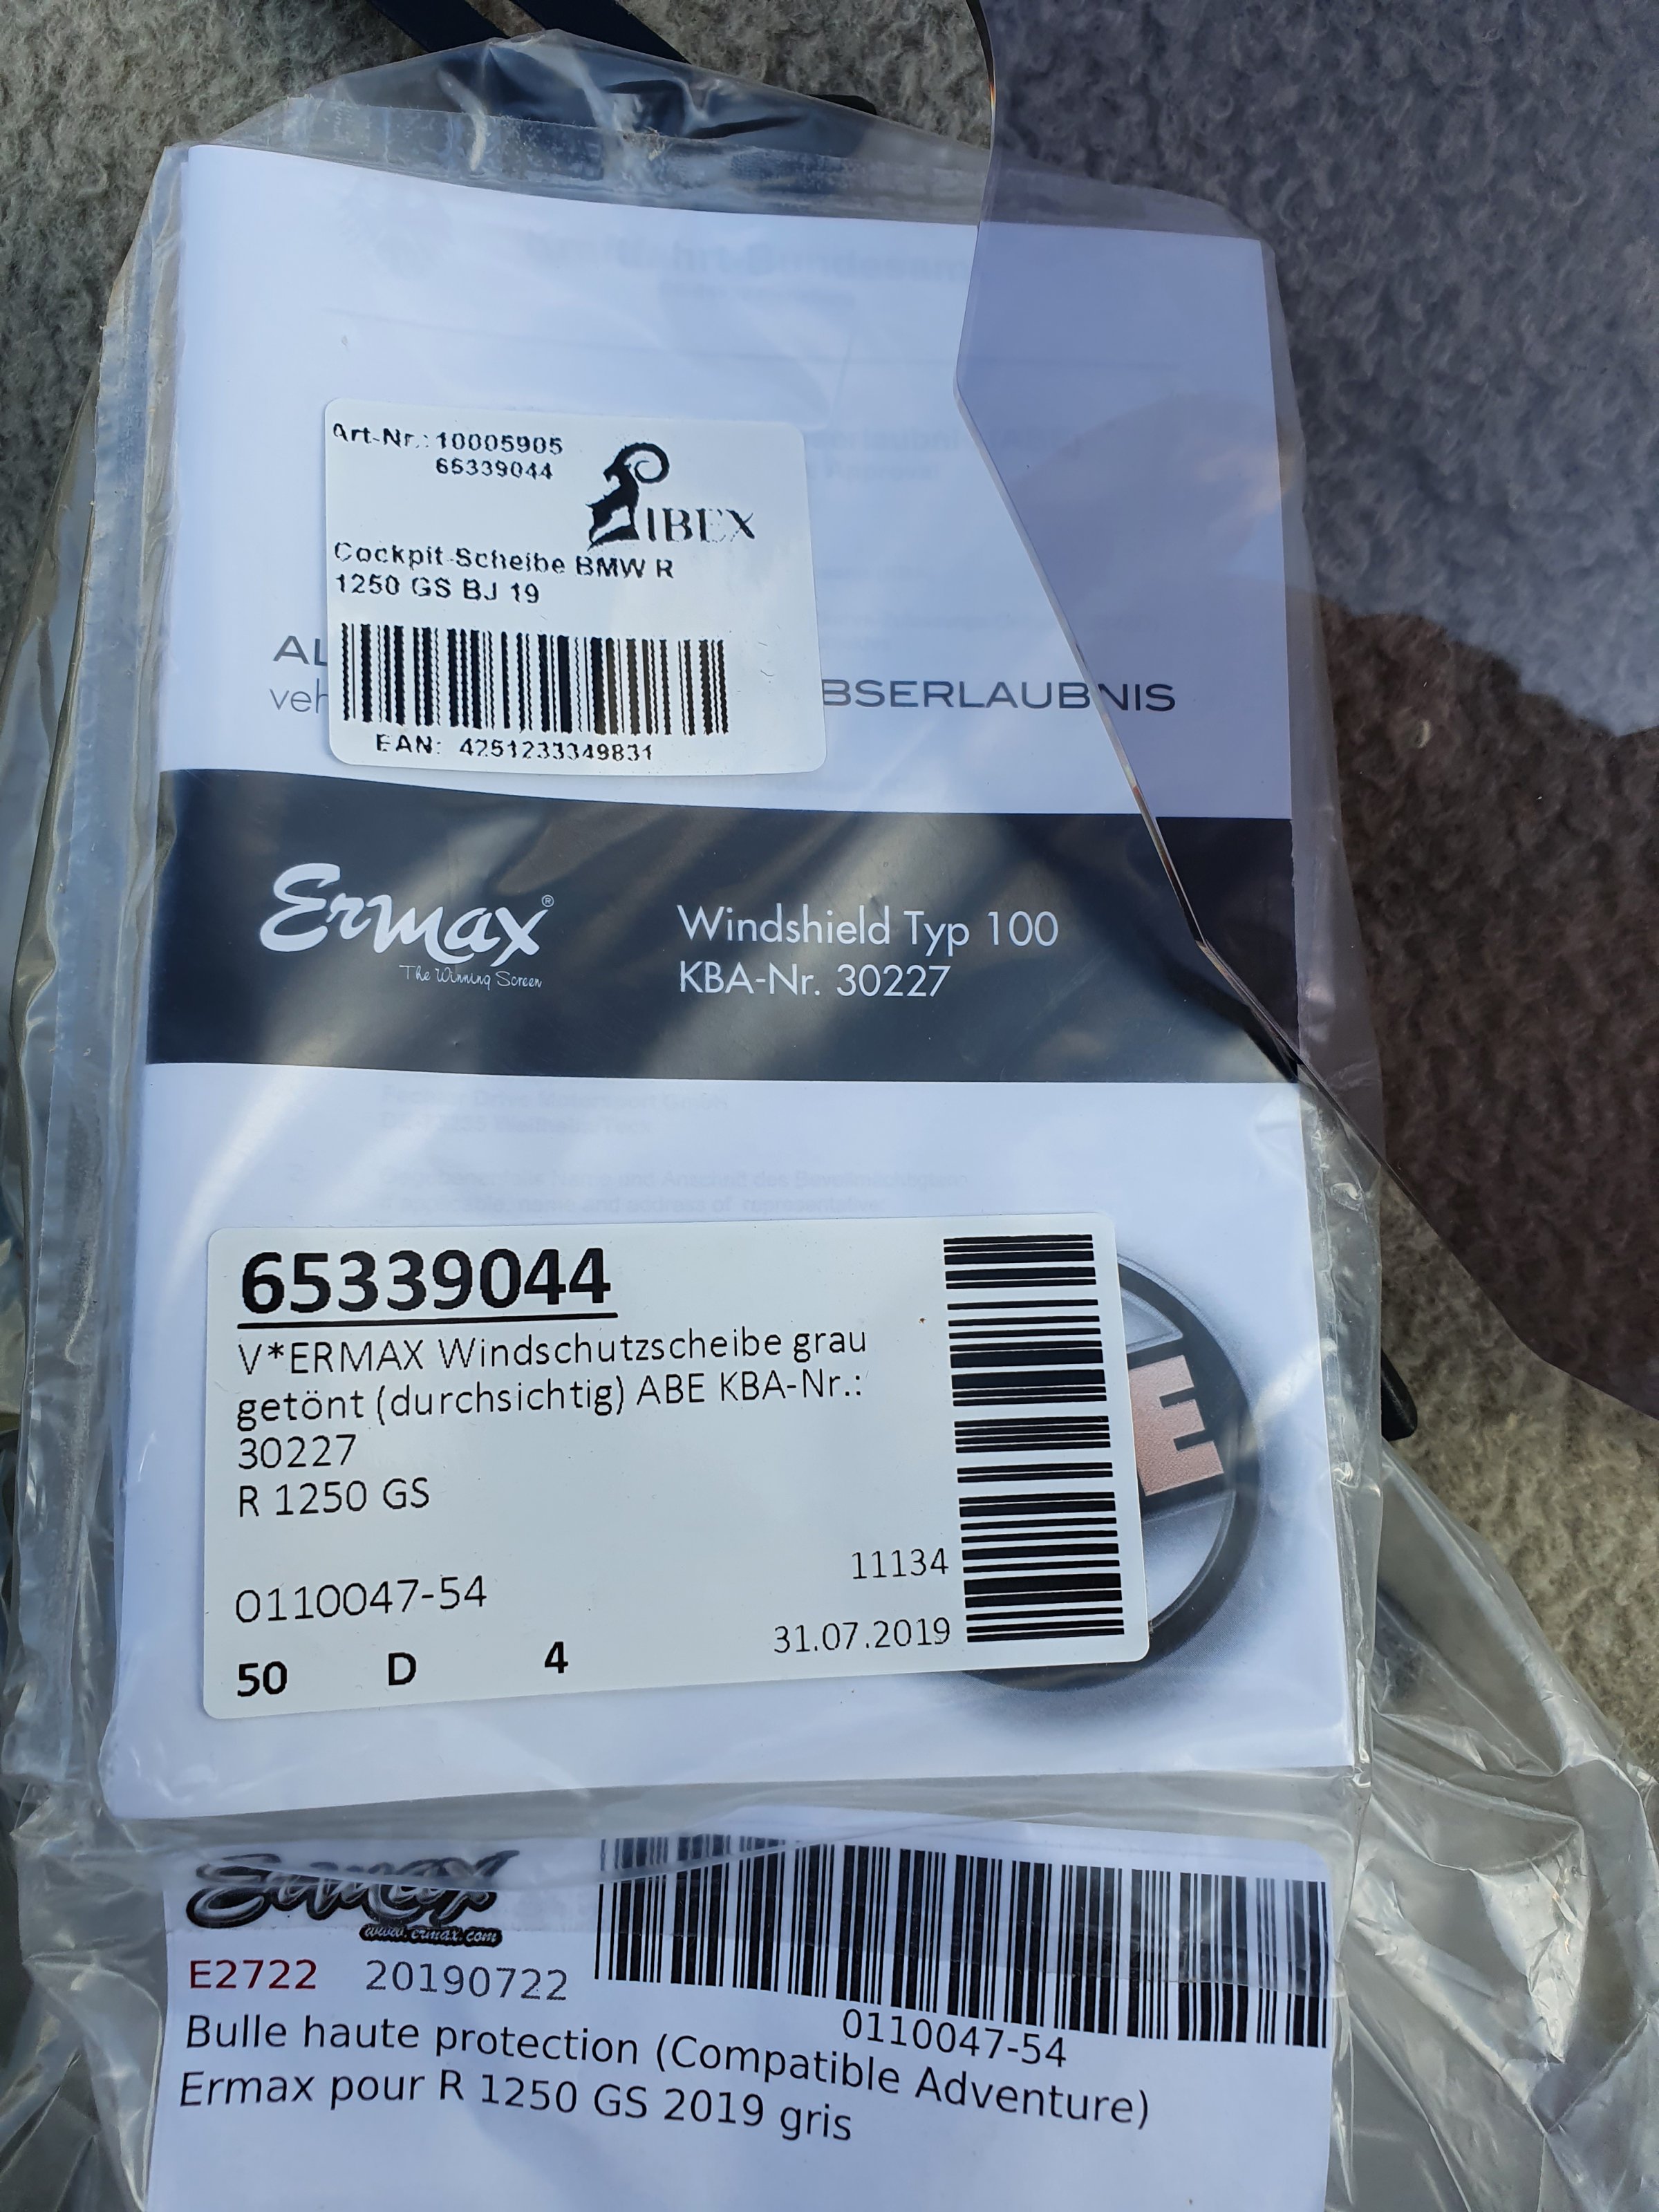 Art-Nr.: 10005905
65339044
IBEX
Cockpit-Scheibe BMW R
1250 GS BJ 19
EAN: 4251233349831
BSERLAUBNIS
Ermax®
The Winning Screen
Windshield Typ 100
KBA-Nr. 30227
65339044
V*ERMAX Windschutzscheibe grau
getönt (durchsichtig) ABE KBA-Nr.:
30227
R 1250 GS
0110047-54
11134
31.07.2019
50 D 4
E
Ermax
www.ermax.com
E2722 20190722
0110047-54
Bulle haute protection (Compatible Adventure)
Ermax pour R 1250 GS 2019 gris